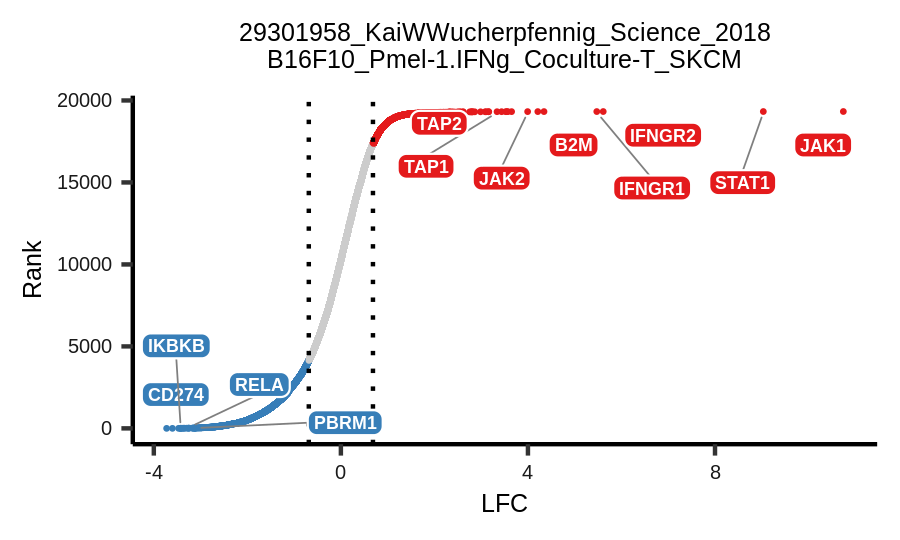 29301958_KaiWWucherpfennig_Science_2018
B16F10_Pmel-1.IFNg_Coculture-T_SKCM
20000
15000
10000
5000
0
Rank
TAP2
TAP1
JAK2
B2M
IFNGR2
IFNGR1
STAT1
JAK1
IKBKB
CD274
RELA
PBRM1
-4
0
4
8
LFC